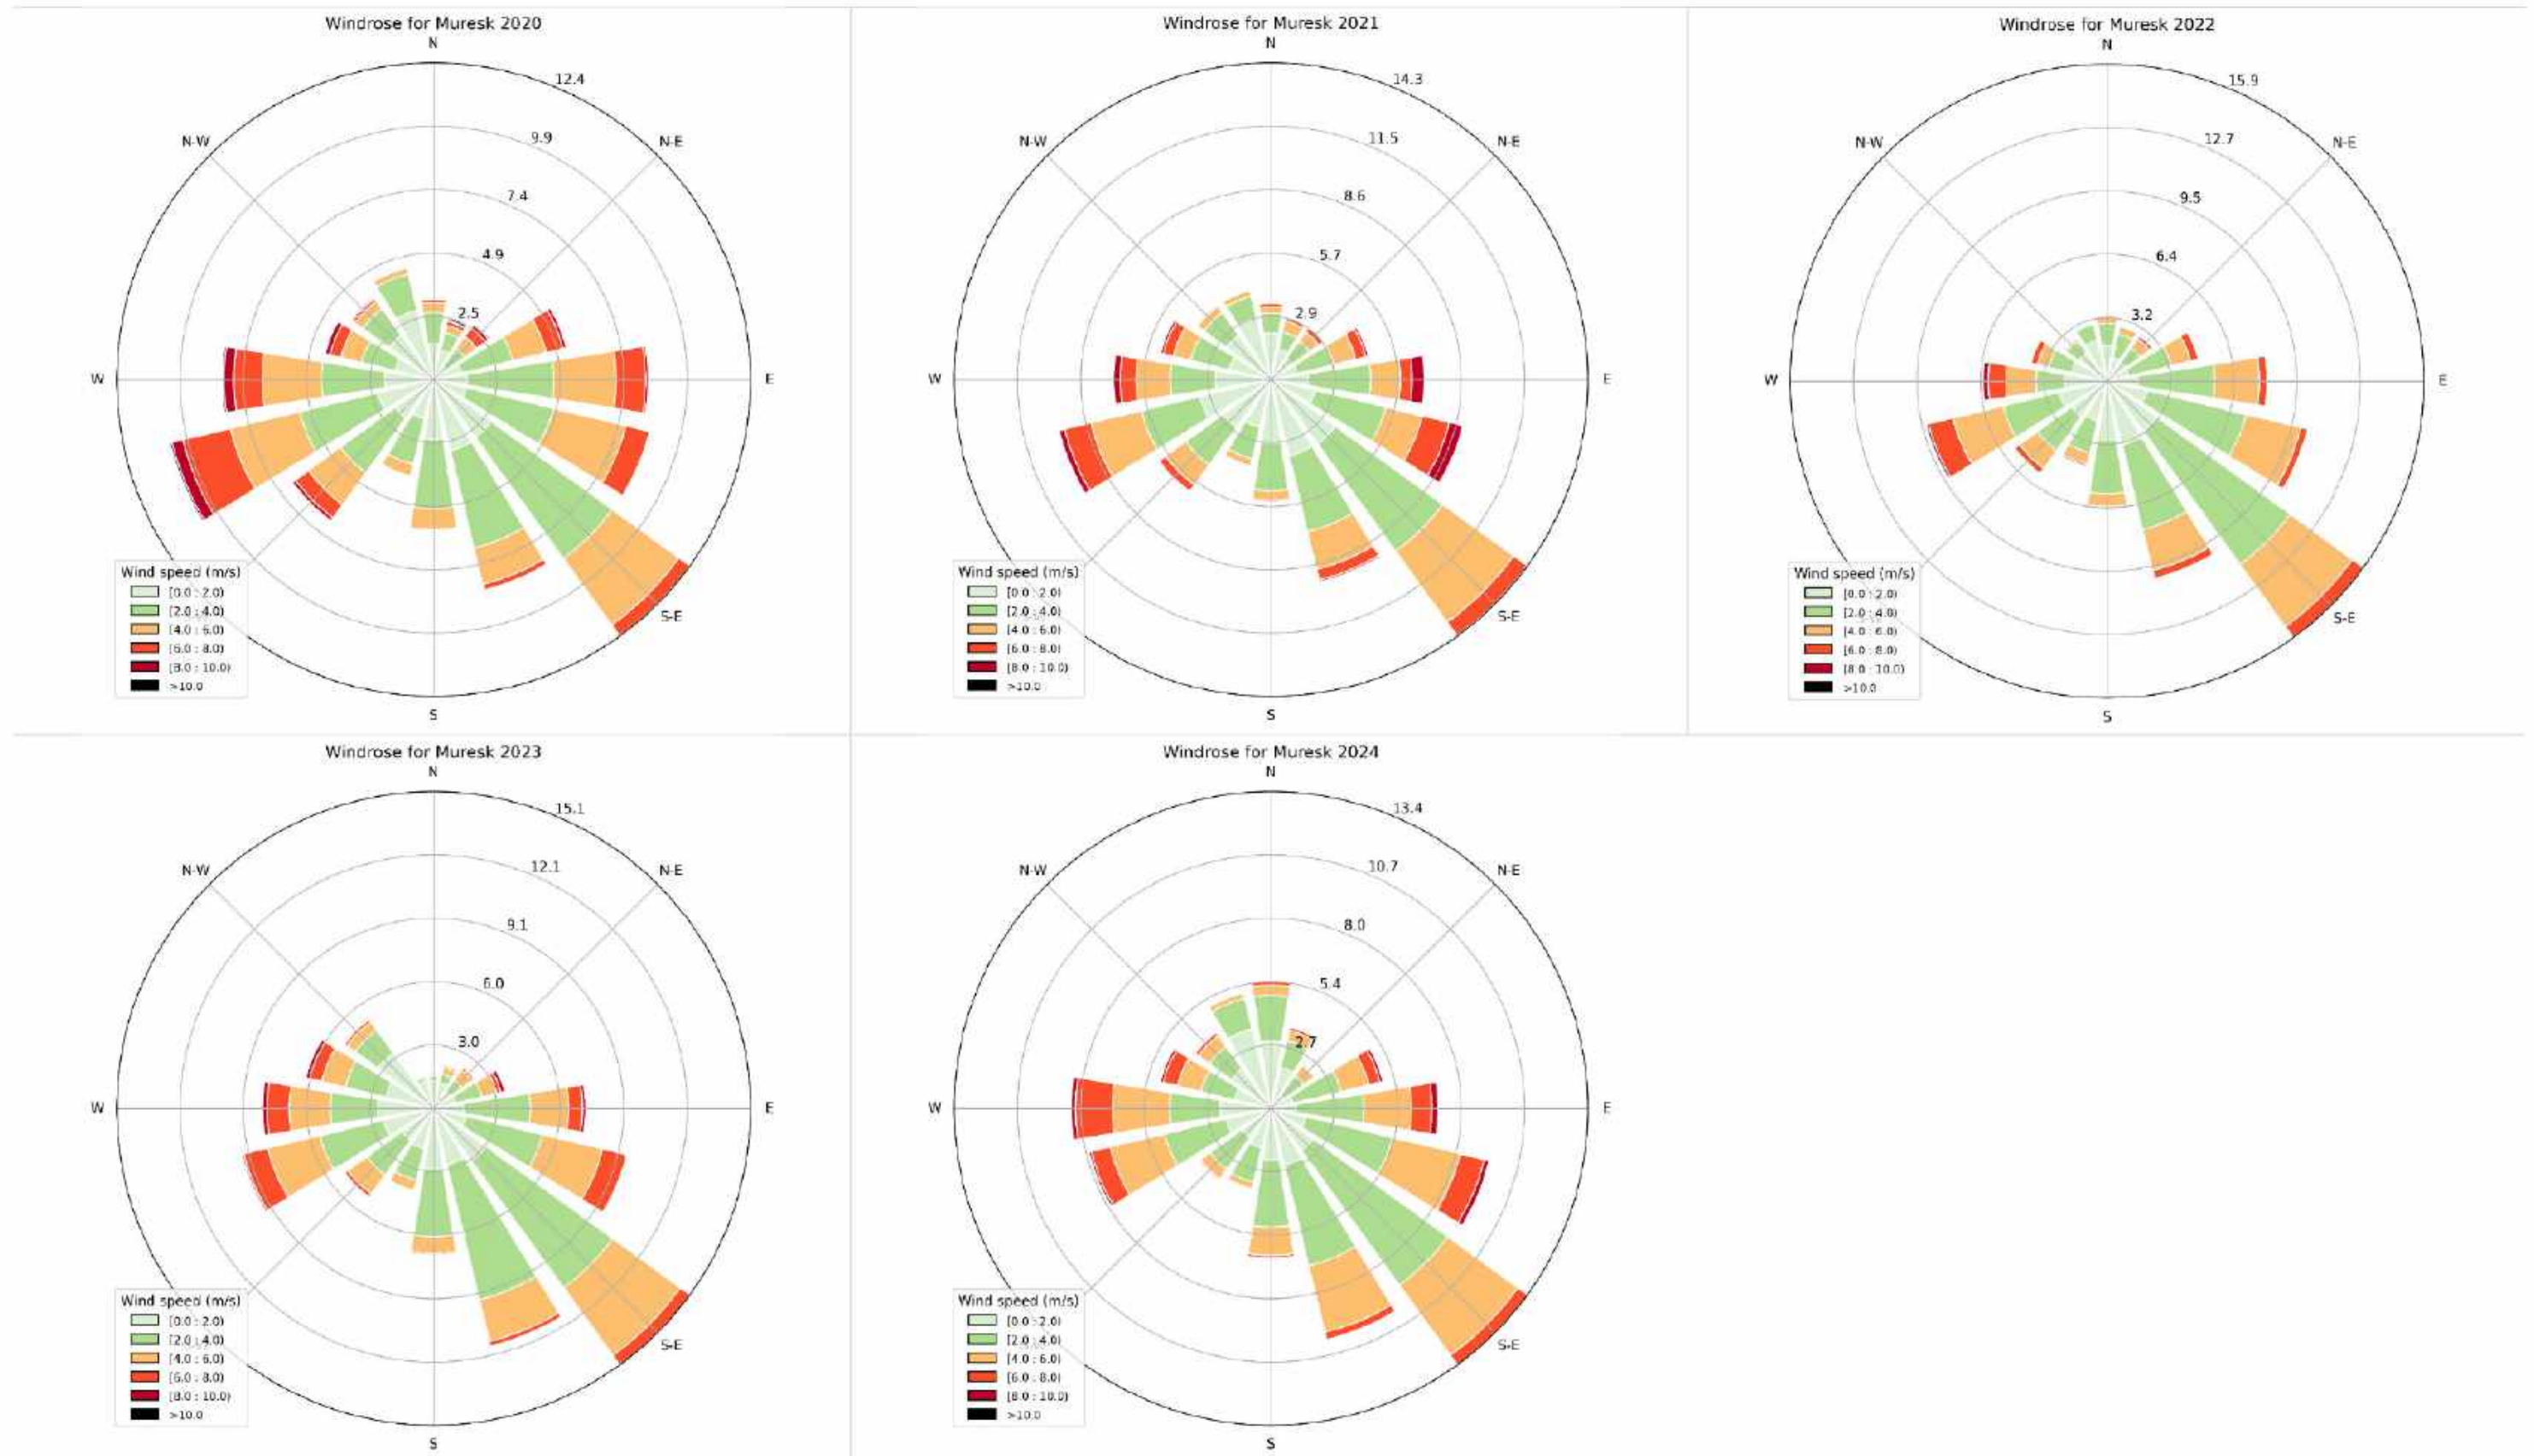 Windrose for Muresk 2020
N
12.4
9.9
N-W
N-E
7.4
4.9
2.5
W
E
Wind speed (m/s)
[0.0 : 2.0)
[2.0 : 4.0)
[4.0 : 6.0)
[6.0 : 8.0)
[8.0 : 10.0)
>10.0
S-E
S
Windrose for Muresk 2021
N
14.3
11.5
N-W
N-E
8.6
5.7
2.9
W
E
Wind speed (m/s)
[0.0 : 2.0)
[2.0 : 4.0)
[4.0 : 6.0)
[6.0 : 8.0)
[8.0 : 10.0)
>10.0
S-E
S
Windrose for Muresk 2022
N
15.9
12.7
N-W
N-E
9.5
6.4
3.2
W
E
Wind speed (m/s)
[0.0 : 2.0)
[2.0 : 4.0)
[4.0 : 6.0)
[6.0 : 8.0)
[8.0 : 10.0)
>10.0
S-E
S
Windrose for Muresk 2023
N
15.1
12.1
N-W
N-E
9.1
6.0
3.0
W
E
Wind speed (m/s)
[0.0 : 2.0)
[2.0 : 4.0)
[4.0 : 6.0)
[6.0 : 8.0)
[8.0 : 10.0)
>10.0
S-E
S
Windrose for Muresk 2024
N
13.4
10.7
N-W
N-E
8.0
5.4
2.7
W
E
Wind speed (m/s)
[0.0 : 2.0)
[2.0 : 4.0)
[4.0 : 6.0)
[6.0 : 8.0)
[8.0 : 10.0)
>10.0
S-E
S